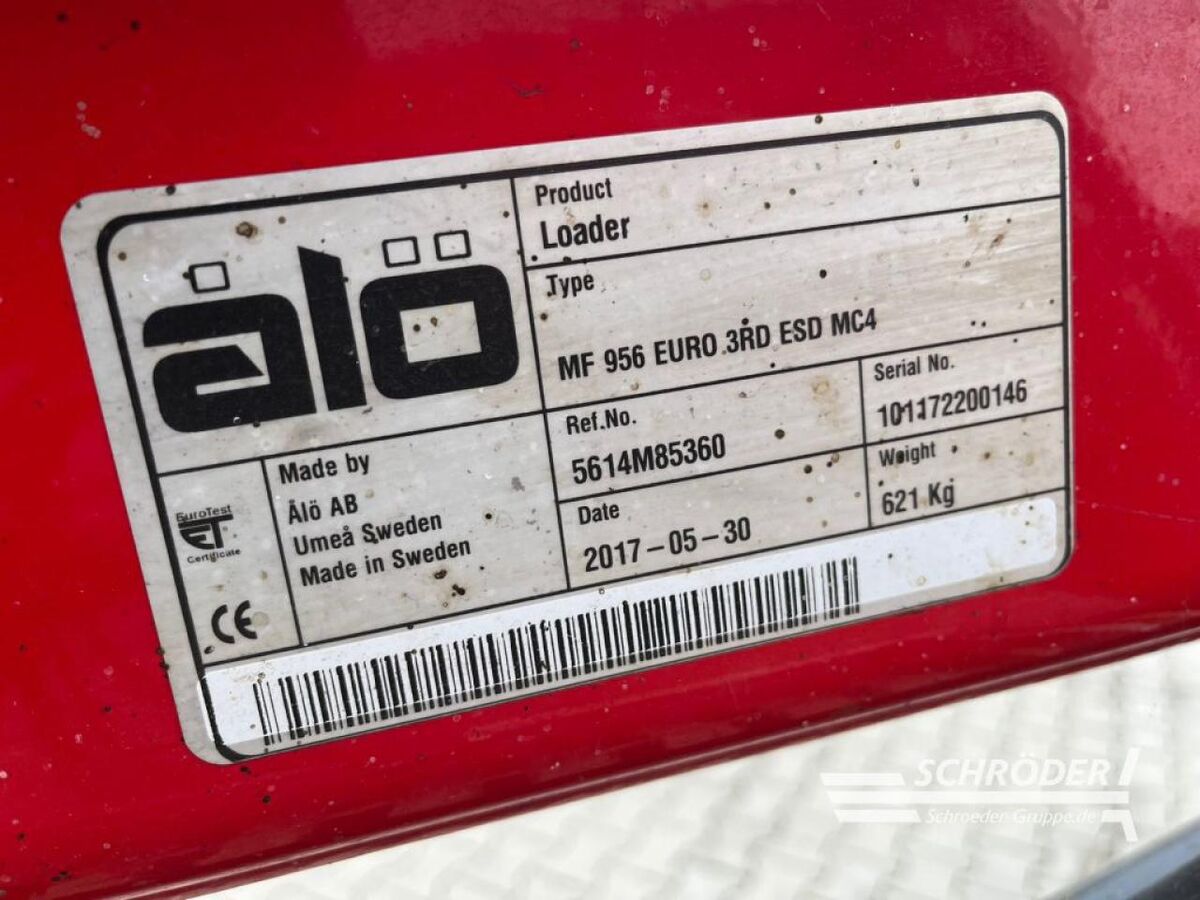 ålö
Product
Loader
Type
MF 956 EURO 3RD ESD MC4
Ref.No.
5614M85360
Serial No.
101172200146
Date
2017-05-30
Weight
621 Kg
Made by
Ålö AB
Umeå Sweden
Made in Sweden
EuroTest
ET
Certificate
CE
SCHRÖDER
Schroeder-Gruppe.de